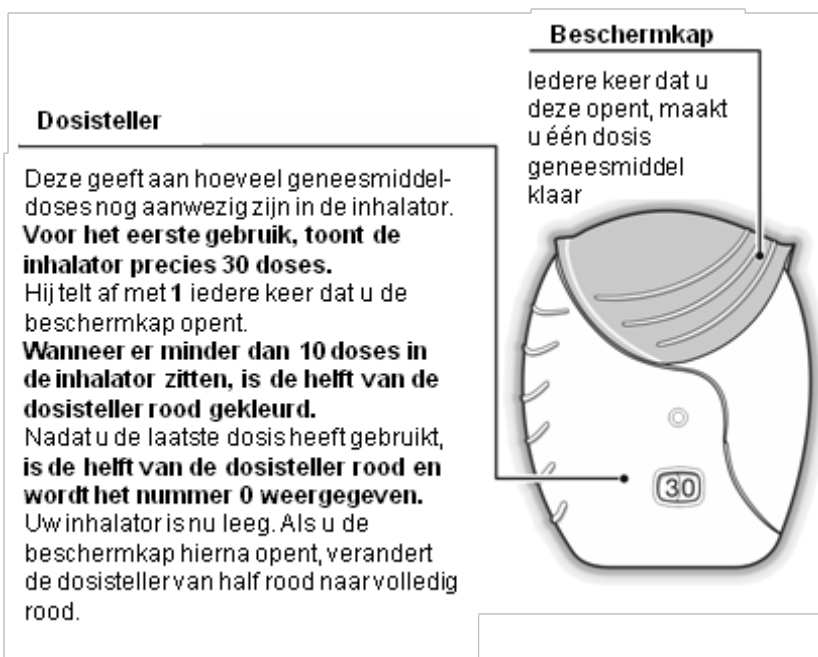 Beschermkap
Iedere keer dat u
deze opent, maakt
u één dosis
geneesmiddel
klaar
Dosisteller
Deze geeft aan hoeveel geneesmiddel-
doses nog aanwezig zijn in de inhalator.
Voor het eerste gebruik, toont de
inhalator precies 30 doses.
Hij telt af met 1 iedere keer dat u de
beschermkap opent.
Wanneer er minder dan 10 doses in
de inhalator zitten, is de helft van de
dosisteller rood gekleurd.
Nadat u de laatste dosis heeft gebruikt,
is de helft van de dosisteller rood en
wordt het nummer 0 weergegeven.
Uw inhalator is nu leeg. Als u de
beschermkap hierna opent, verandert
de dosisteller van half rood naar volledig
rood.
30